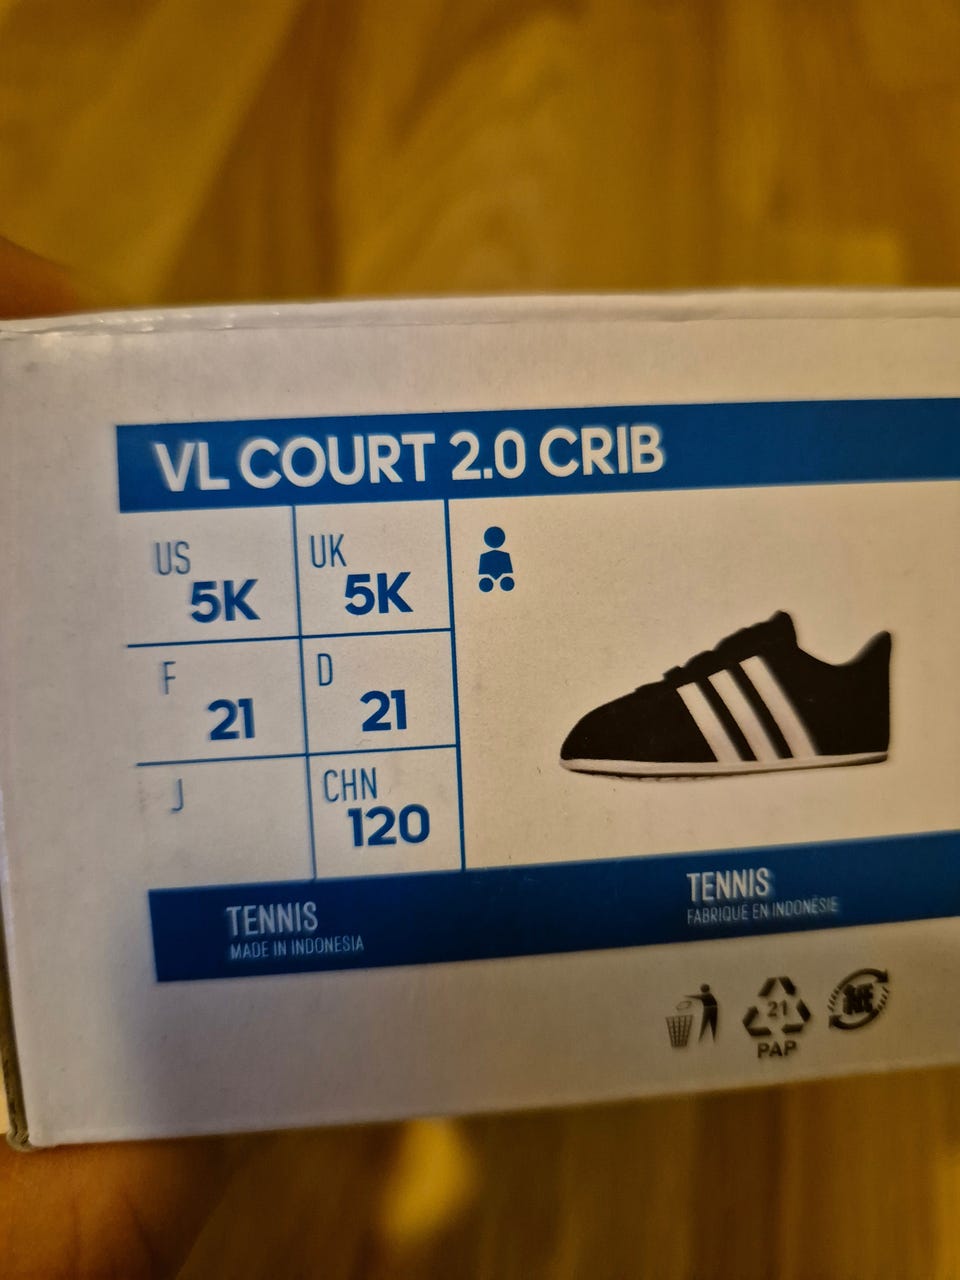 VL COURT 2.0 CRIB
US
5K
UK
5K
F
21
D
21
J
CHN
120
TENNIS
MADE IN INDONESIA
TENNIS
FABRIQUÉ EN INDONÉSIE
21
PAP